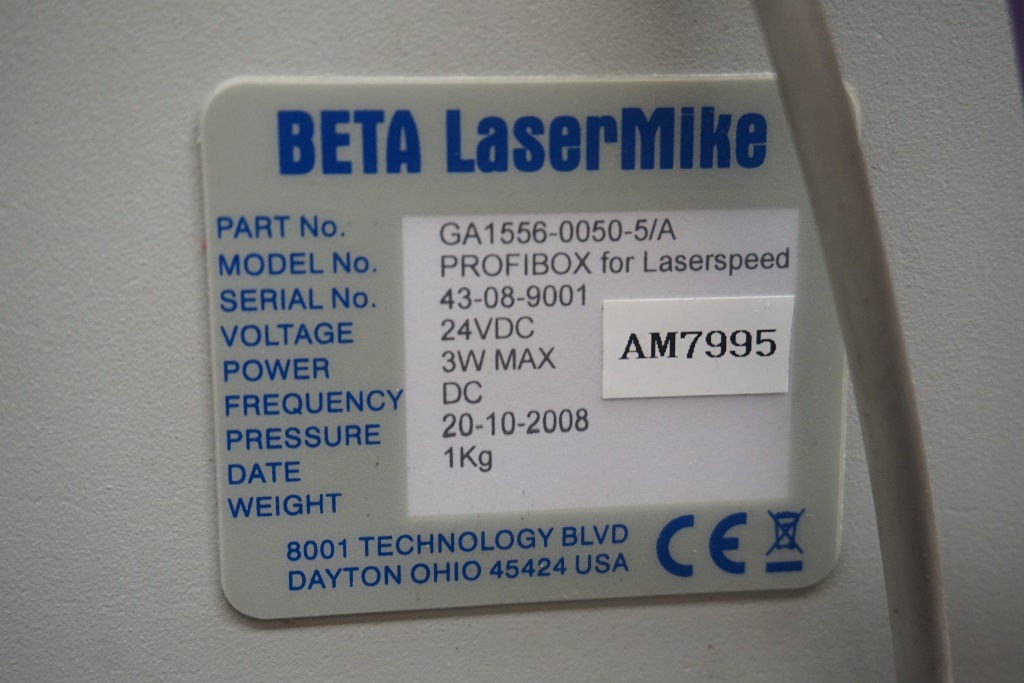 BETA LaserMike
PART No. GA1556-0050-5/A
MODEL No. PROFIBOX for Laserspeed
SERIAL No. 43-08-9001
VOLTAGE 24VDC
POWER 3W MAX
FREQUENCY DC
PRESSURE 20-10-2008
DATE 1Kg
WEIGHT
AM7995
8001 TECHNOLOGY BLVD
DAYTON OHIO 45424 USA
CE